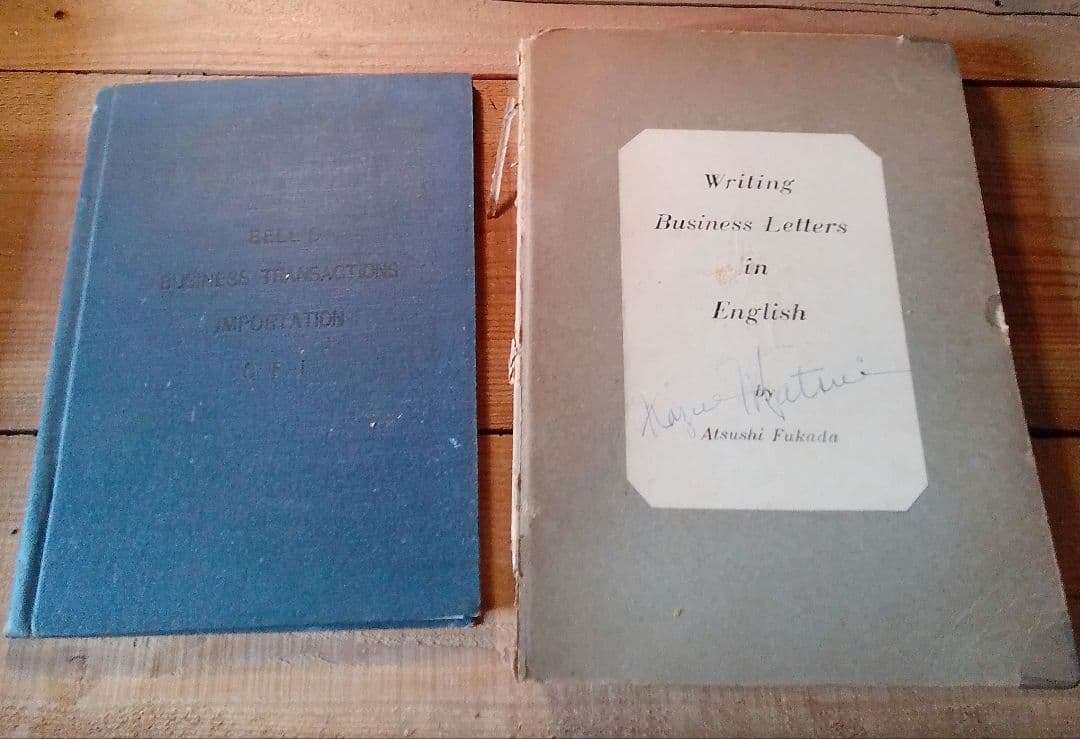 BELL'S
BUSINESS TRANSACTIONS
IMPORTATION
Writing
Business Letters
in
English
by
Atsushi Fukada